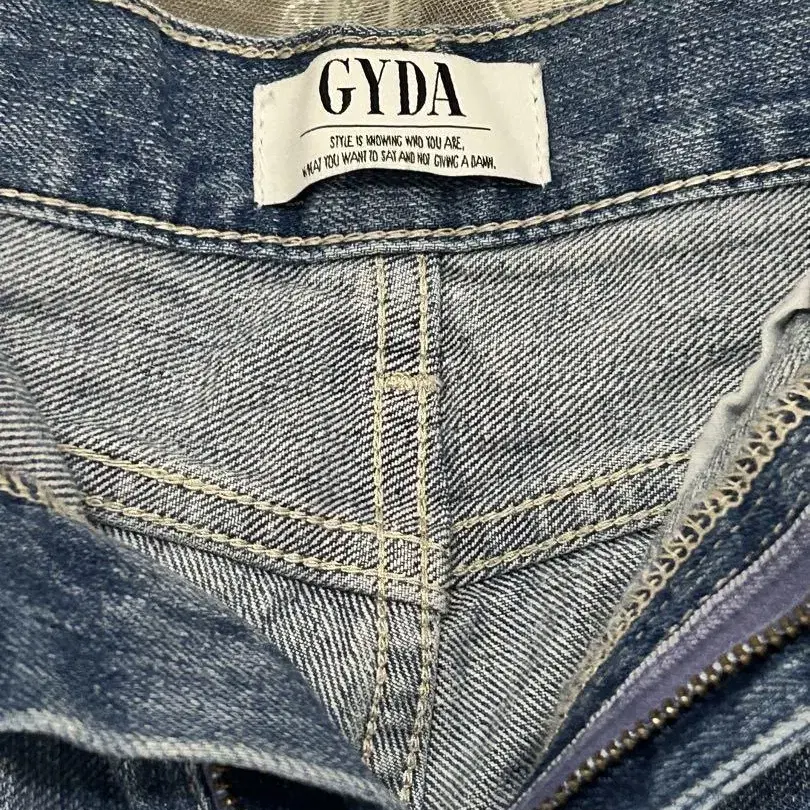 GYDA
STYLE IS KNOWING WHO YOU ARE,
WHAT YOU WANT TO SAY AND NOT GIVING A DAMN.